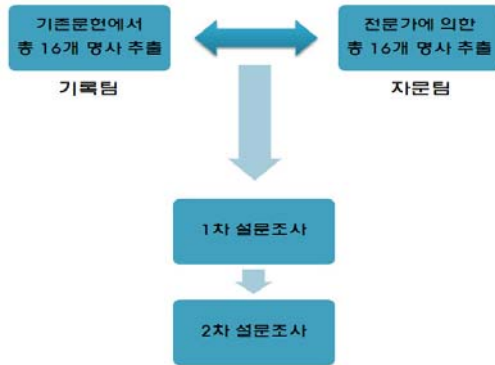 기존문헌에서
총 16개 명사 추출
기록팀
전문가에 의한
총 16개 명사 추출
자문팀
1차 설문조사
2차 설문조사